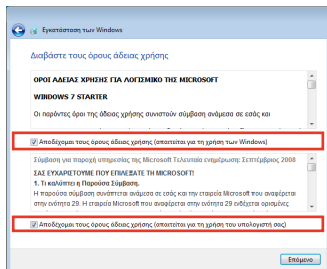 Εγκατάσταση των Windows
Διαβάστε τους όρους άδειας χρήσης
ΟΡΟΙ ΑΔΕΙΑΣ ΧΡΗΣΗΣ ΓΙΑ ΛΟΓΙΣΜΙΚΟ ΤΗΣ MICROSOFT
WINDOWS 7 STARTER
Οι παρόντες όροι της άδειας χρήσης συνιστούν σύμβαση ανάμεσα σε εσάς και
Αποδέχομαι τους όρους άδειας χρήσης (απαιτείται για τη χρήση των Windows)
Σύμβαση για παροχή υπηρεσίας της Microsoft Τελευταία ενημέρωση: Σεπτέμβριος 2008
ΣΑΣ ΕΥΧΑΡΙΣΤΟΥΜΕ ΠΟΥ ΕΠΙΛΕΞΑΤΕ ΤΗ MICROSOFT!
1. Τι καλύπτει η Παρούσα Σύμβαση.
Η παρούσα σύμβαση συνάπτεται ανάμεσα σε εσάς και την εταιρεία Microsoft που αναφέρεται
στην ενότητα 29. Η εταιρεία Microsoft που αναφέρεται στην ενότητα 29 ενδέχεται ορισμένες
Αποδέχομαι τους όρους άδειας χρήσης (απαιτείται για τη χρήση του υπολογιστή σας)
Επόμενο